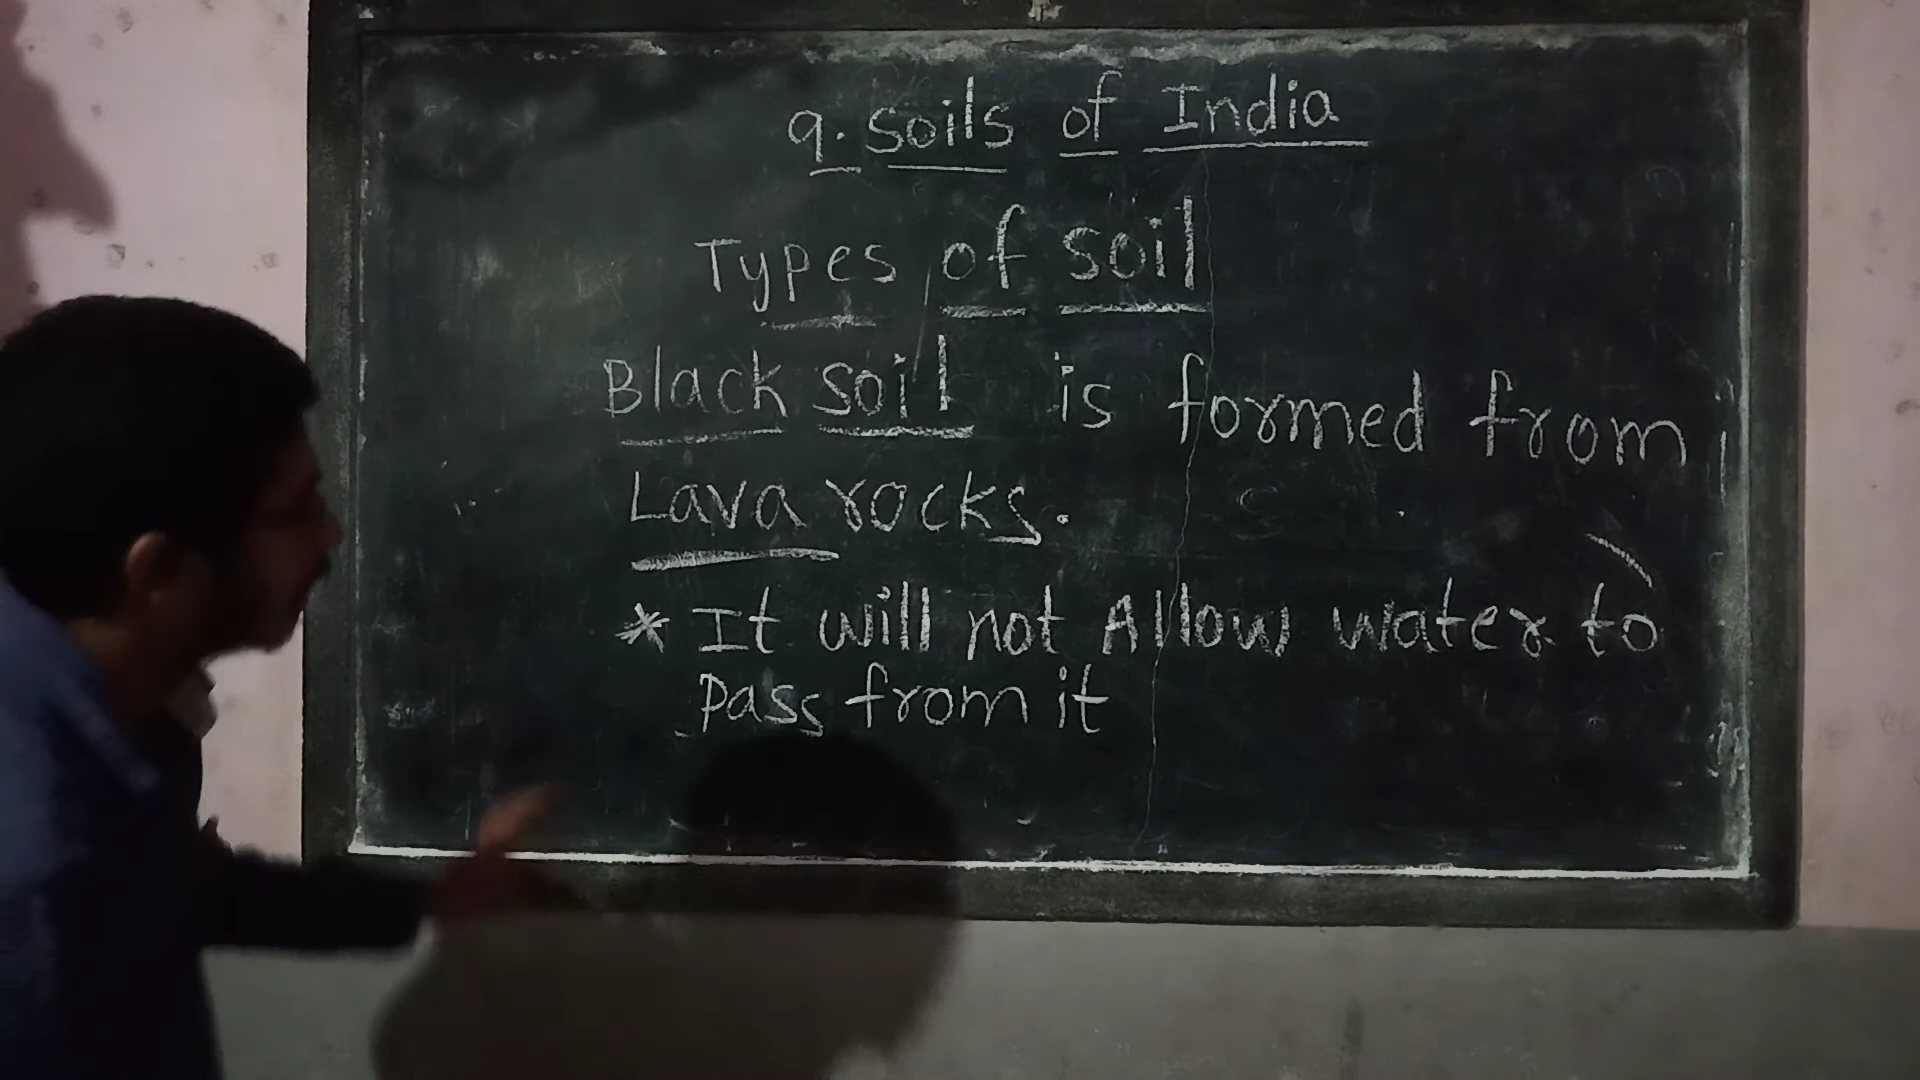 9. Soils of India
Types of soil
Black soil is formed from
Lava rocks.
* It will not Allow water to
pass from it